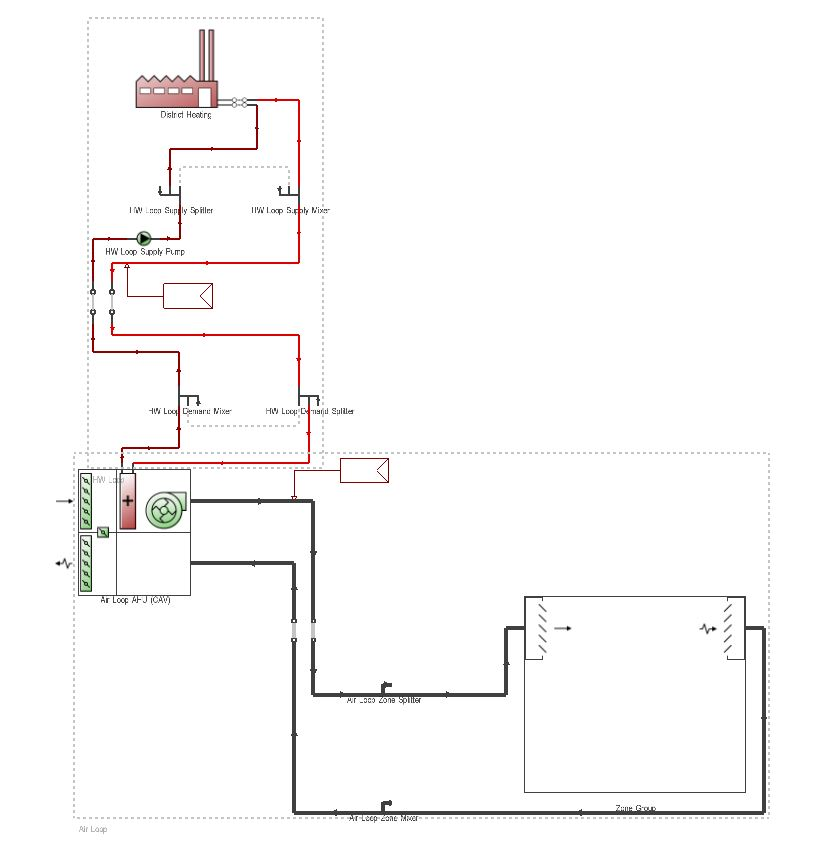 District Heating
HW Loop Supply Splitter
HW Loop Supply Mixer
HW Loop Supply Pump
HW Loop Demand Mixer
HW Loop Demand Splitter
HW Loop
Air Loop AHU (CAV)
Air Loop Zone Splitter
Zone Group
Air Loop Zone Mixer
Air Loop